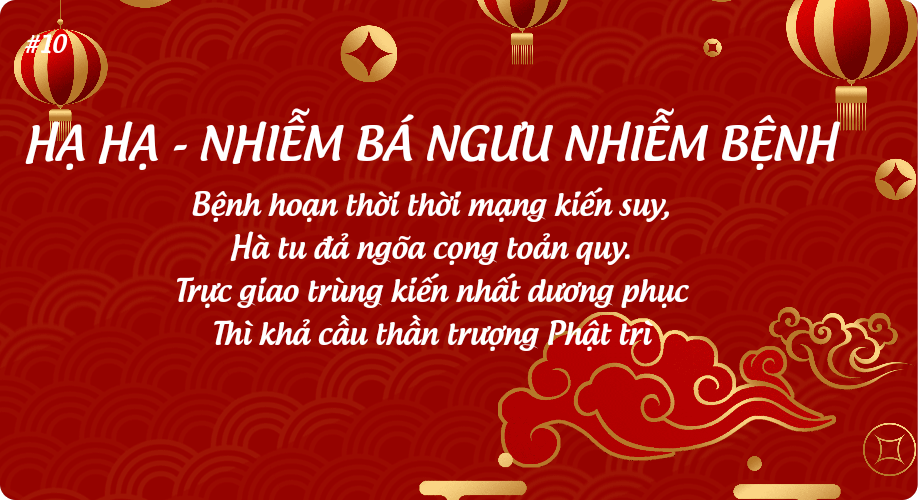 #10
HẠ HẠ - NHIỄM BÁ NGƯU NHIỄM BỆNH
Bệnh hoạn thời thời mạng kiến suy,
Hà tu đả ngõa cọng toản quy.
Trực giao trùng kiến nhất dương phục
Thì khả cầu thần trượng Phật trì